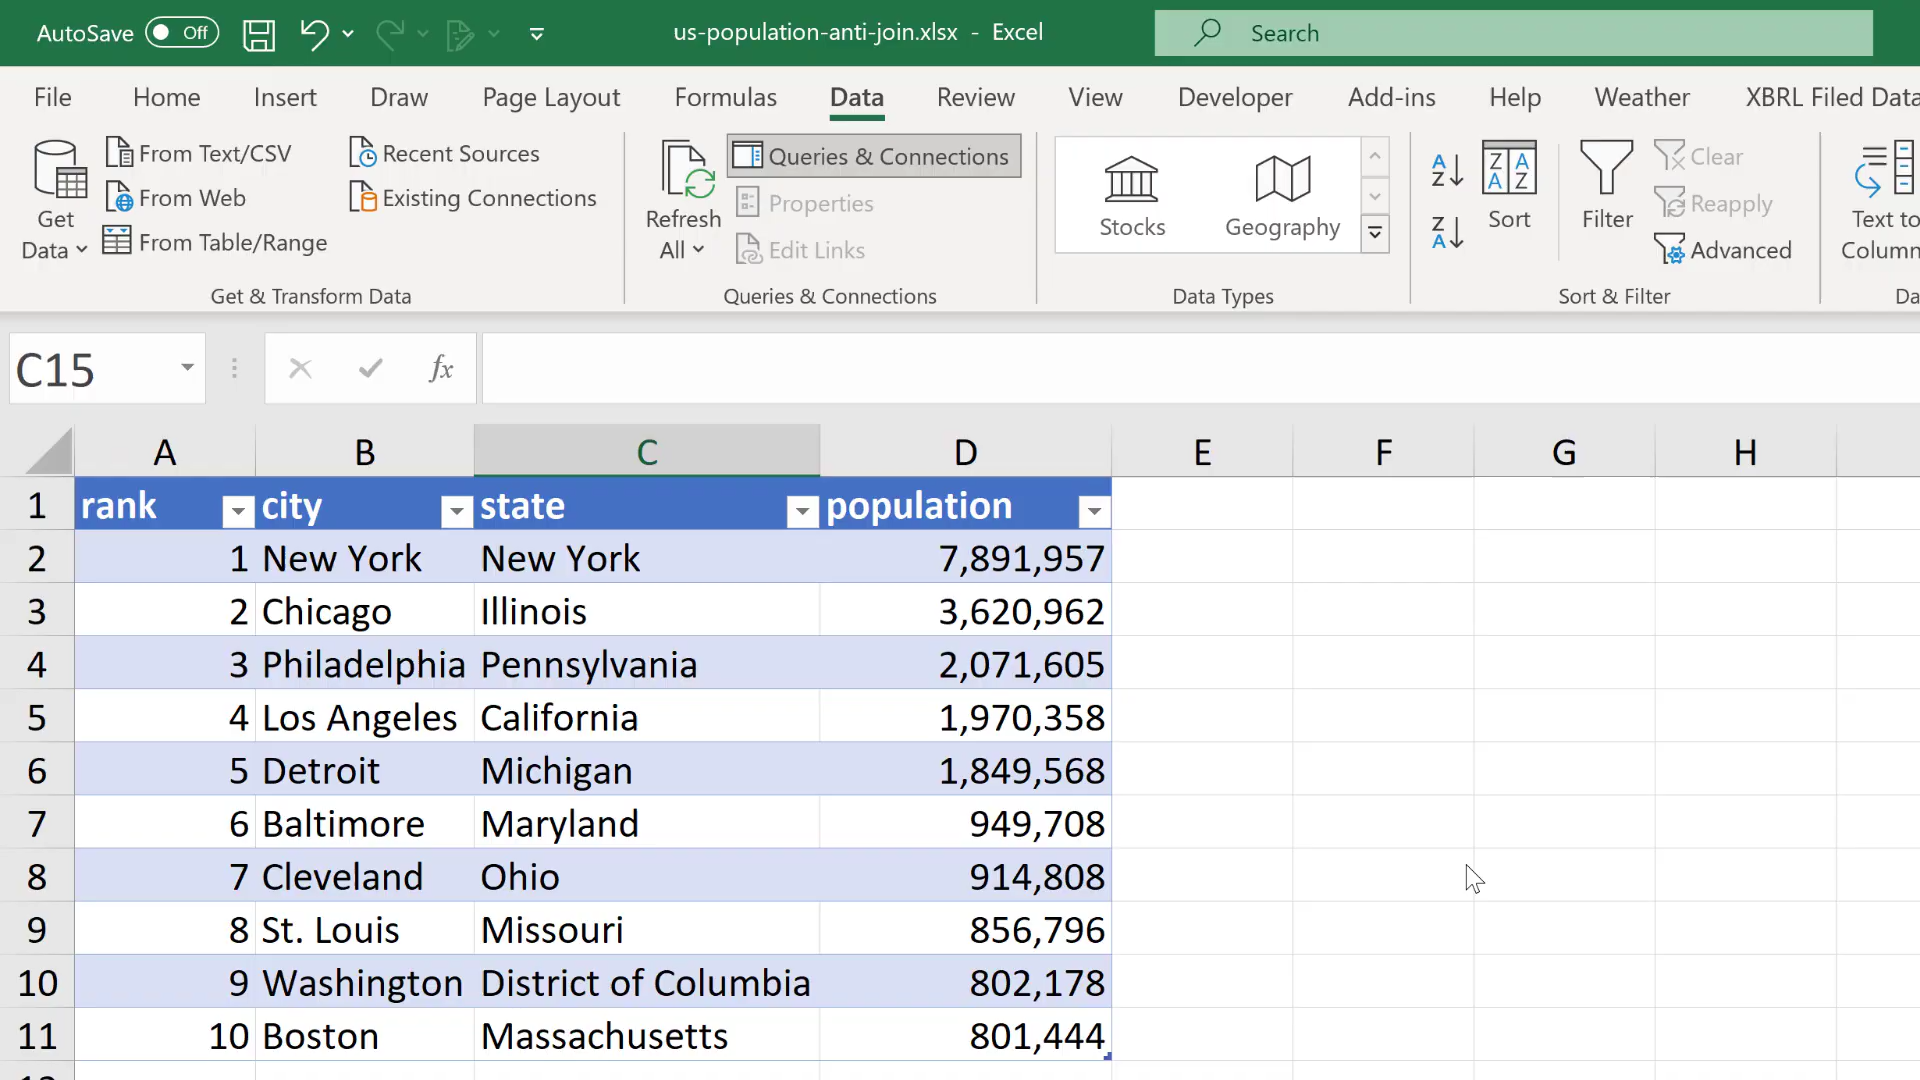 AutoSave Off us-population-anti-join.xlsx - Excel Search
File Home Insert Draw Page Layout Formulas Data Review View Developer Add-ins Help Weather XBRL Filed Data
Get Data
From Text/CSV
From Web
From Table/Range
Recent Sources
Existing Connections
Get & Transform Data
Refresh All
Queries & Connections
Properties
Edit Links
Queries & Connections
Stocks
Geography
Data Types
Sort
Filter
Clear
Reapply
Advanced
Sort & Filter
Text to
Column
Da
C15 fx
A B C D E F G H
1 rank city state population
2 1 New York New York 7,891,957
3 2 Chicago Illinois 3,620,962
4 3 Philadelphia Pennsylvania 2,071,605
5 4 Los Angeles California 1,970,358
6 5 Detroit Michigan 1,849,568
7 6 Baltimore Maryland 949,708
8 7 Cleveland Ohio 914,808
9 8 St. Louis Missouri 856,796
10 9 Washington District of Columbia 802,178
11 10 Boston Massachusetts 801,444